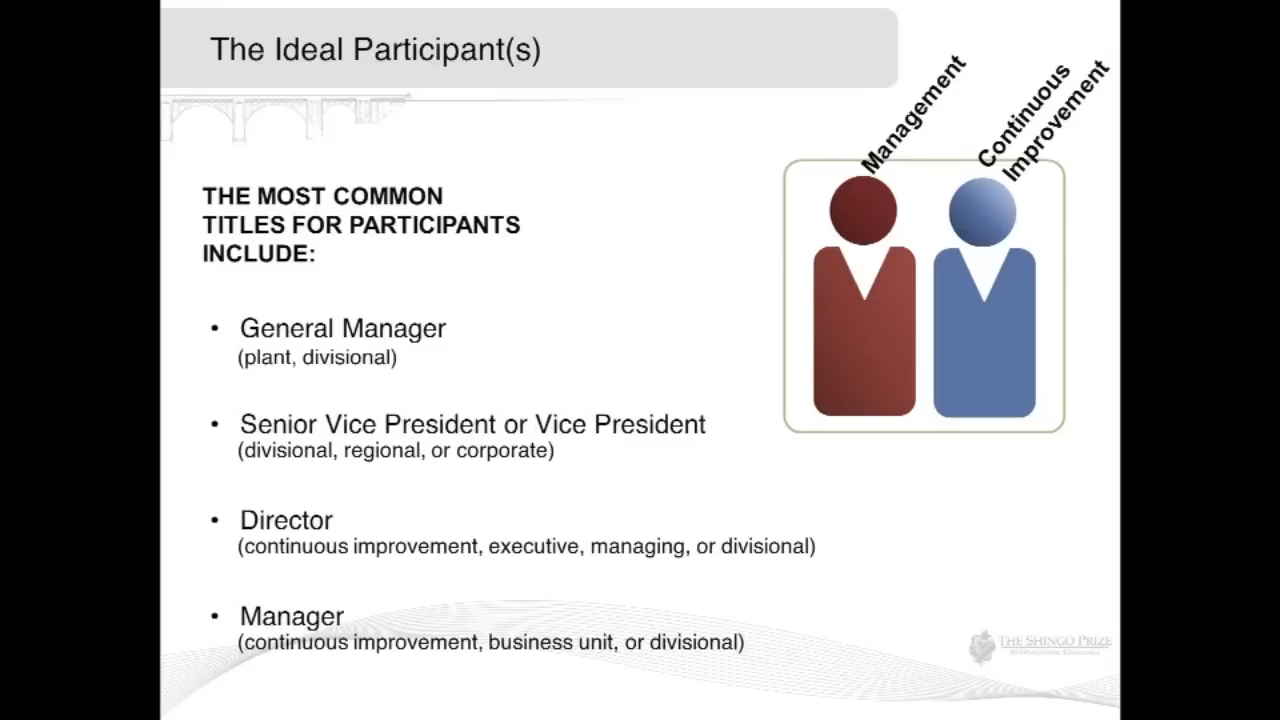 The Ideal Participant(s)
Management
Continuous
Improvement
THE MOST COMMON
TITLES FOR PARTICIPANTS
INCLUDE:
• General Manager
(plant, divisional)
• Senior Vice President or Vice President
(divisional, regional, or corporate)
• Director
(continuous improvement, executive, managing, or divisional)
• Manager
(continuous improvement, business unit, or divisional)
THE SHINGO PRIZE